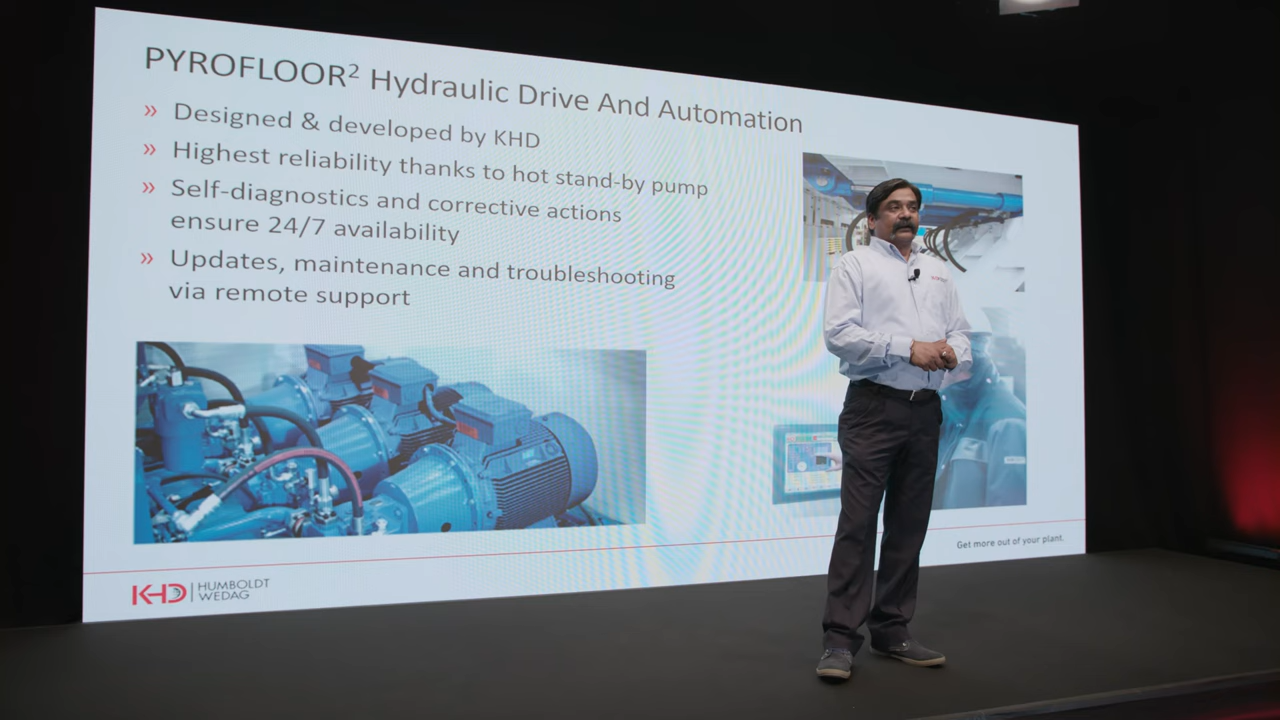 PYROFLOOR² Hydraulic Drive And Automation
» Designed & developed by KHD
» Highest reliability thanks to hot stand-by pump
» Self-diagnostics and corrective actions
ensure 24/7 availability
» Updates, maintenance and troubleshooting
via remote support
Get more out of your plant.
KHD | HUMBOLDT
WEDAG